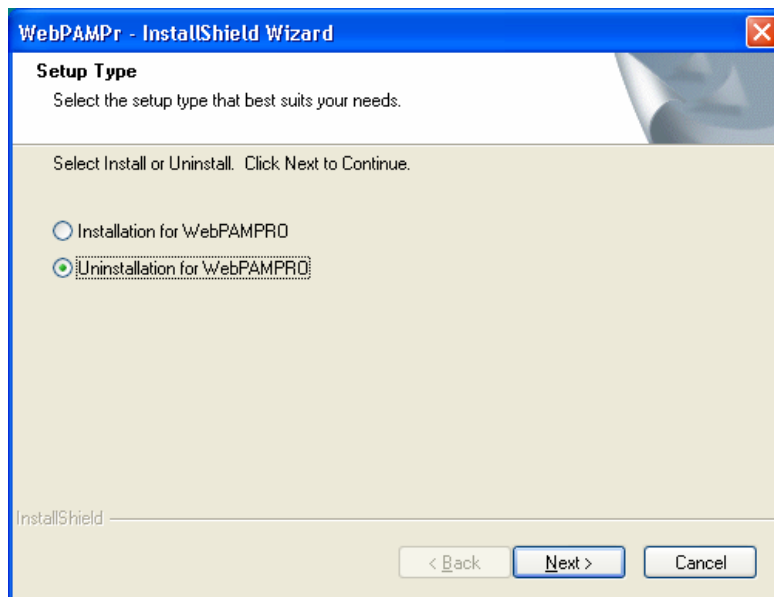 WebPAMPr - InstallShield Wizard
Setup Type
Select the setup type that best suits your needs.
Select Install or Uninstall. Click Next to Continue.
Installation for WebPAMPRO
Uninstallation for WebPAMPRO
InstallShield
< Back Next > Cancel